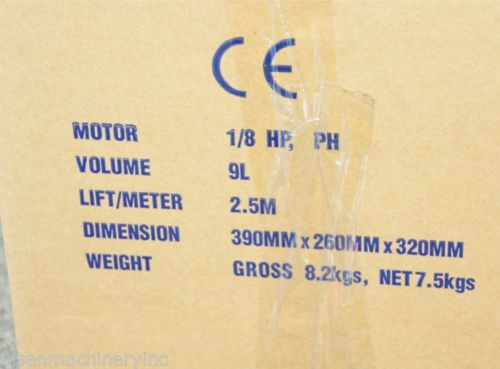 CE
MOTOR 1/8 HP, PH
VOLUME 9L
LIFT/METER 2.5M
DIMENSION 390MM x 260MM x 320MM
WEIGHT GROSS 8.2kgs, NET 7.5kgs
senmachineryinc